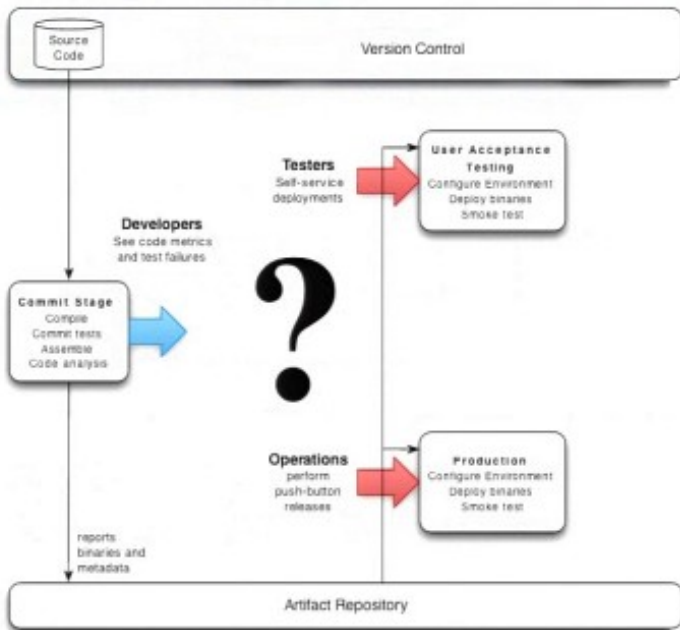 Source
Code
Version Control
Testers
Self-service
deployments
User Acceptance
Testing
Configure Environment
Deploy binaries
Smoke test
Developers
See code metrics
and test failures
Commit Stage
Compile
Commit tests
Assemble
Code analysis
?
Operations
perform
push-button
releases
Production
Configure Environment
Deploy binaries
Smoke test
reports
binaries and
metadata
Artifact Repository